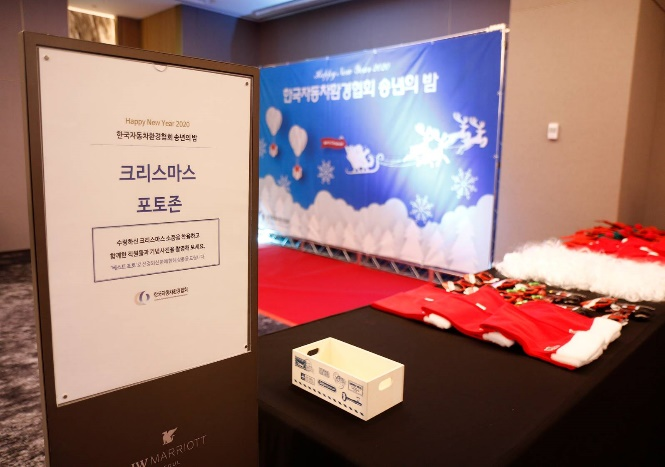 Happy New Year 2020
한국자동차환경협회 송년의 밤
크리스마스
포토존
수령하신 크리스마스 소품을 착용하고
함께한 직원들과 기념사진을 촬영해 보세요.
한국자동차환경협회
JW MARRIOTT
SEOUL
Happy New Year 2020
한국자동차환경협회 송년의 밤